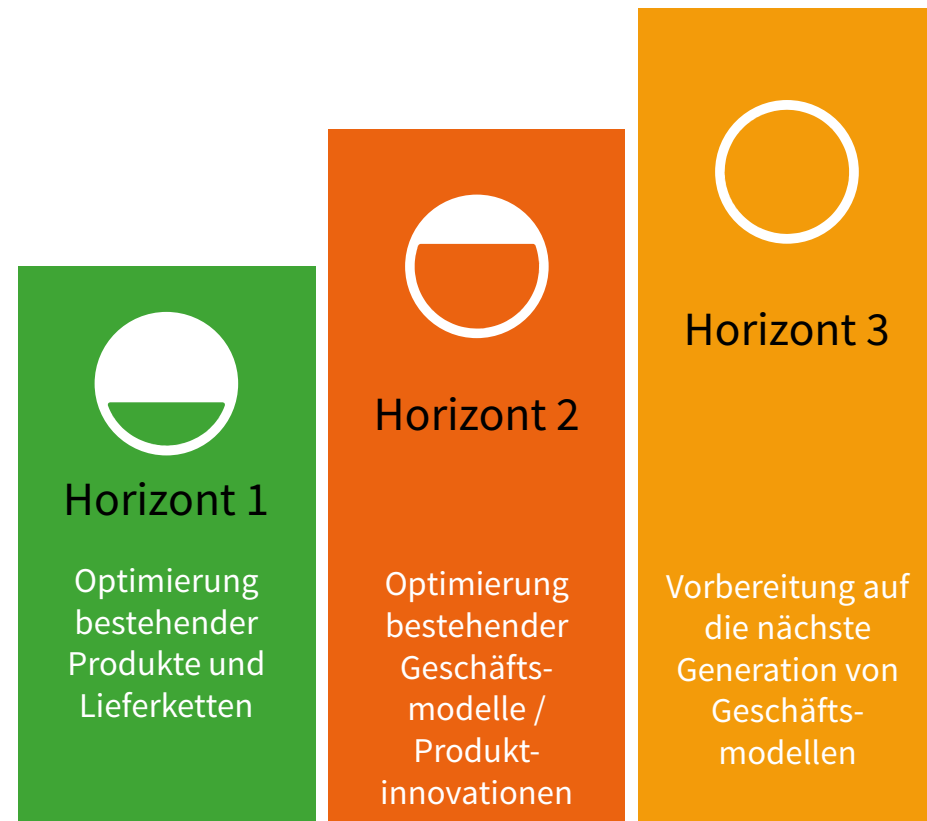 Horizont 1
Optimierung
bestehender
Produkte und
Lieferketten
Horizont 2
Optimierung
bestehender
Geschäfts-
modelle /
Produkt-
innovationen
Horizont 3
Vorbereitung auf
die nächste
Generation von
Geschäfts-
modellen